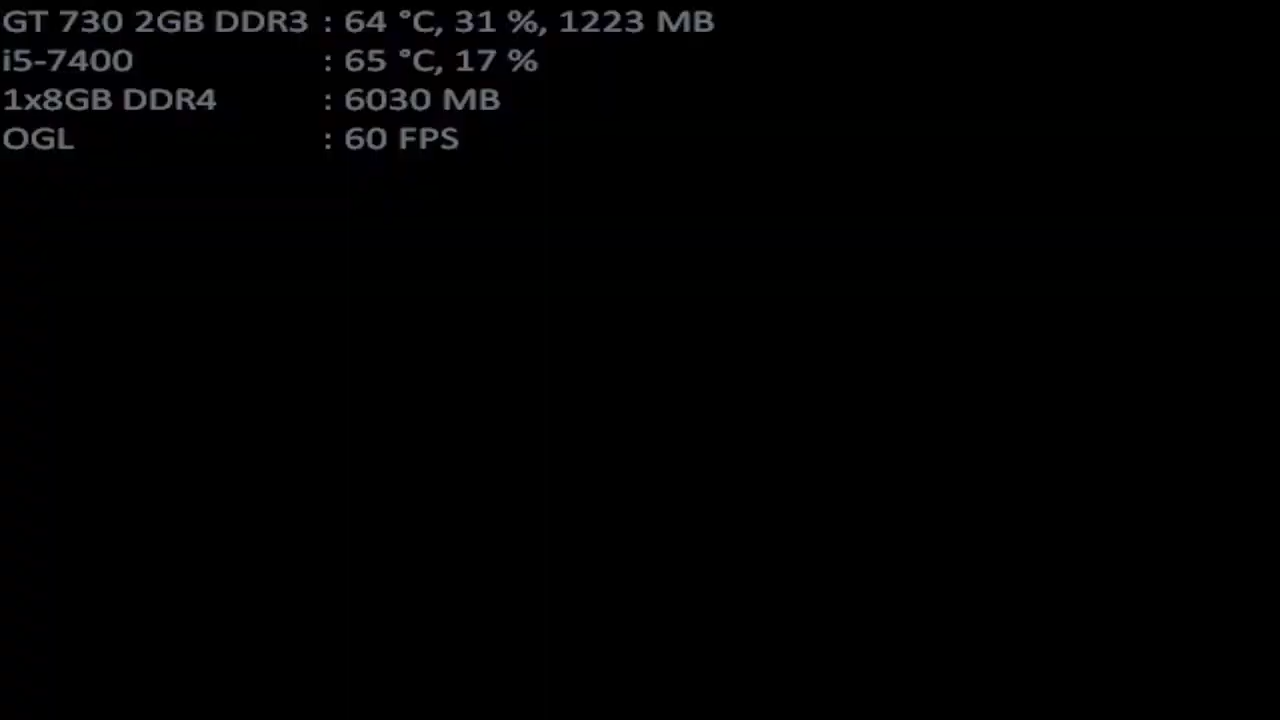 GT 730 2GB DDR3 : 64 °C, 31 %, 1223 MB
i5-7400 : 65 °C, 17 %
1x8GB DDR4 : 6030 MB
OGL : 60 FPS